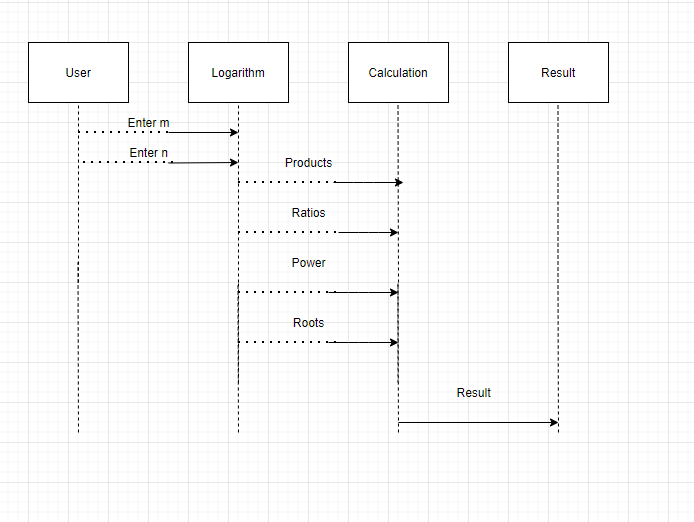 User
Logarithm
Calculation
Result
Enter m
Enter n
Products
Ratios
Power
Roots
Result